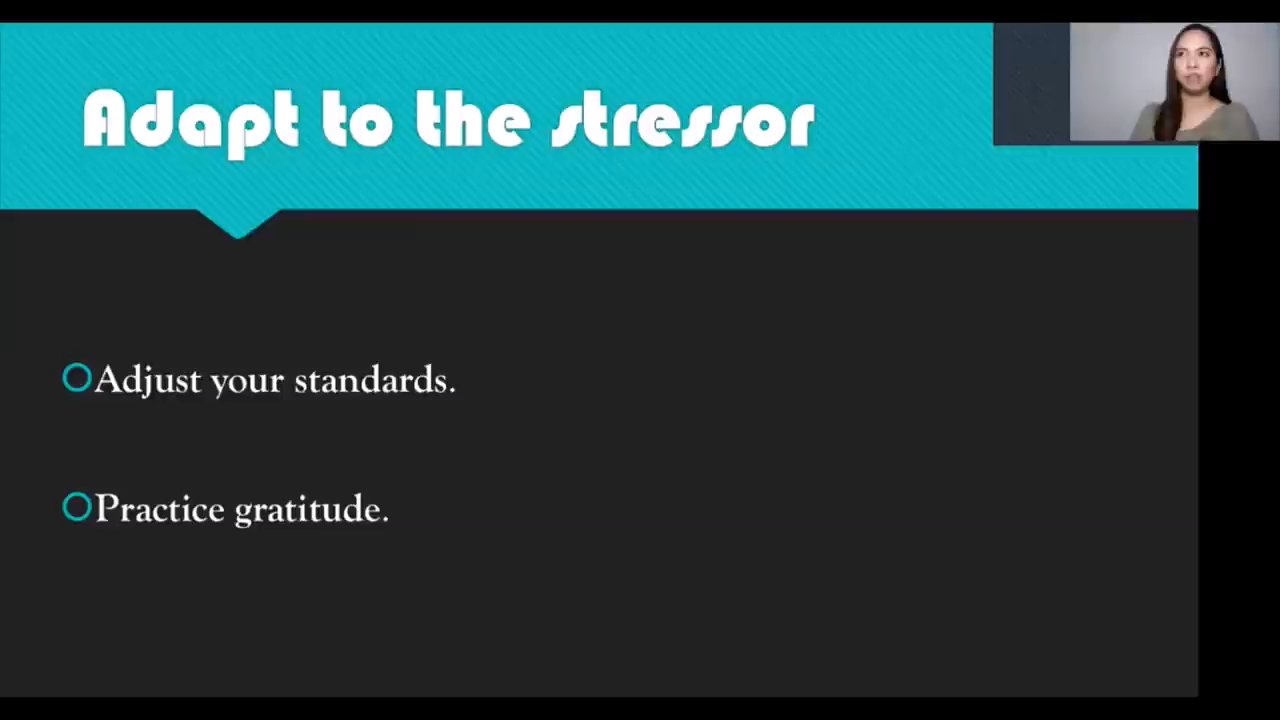 Adapt to the stressor
Adjust your standards.
Practice gratitude.